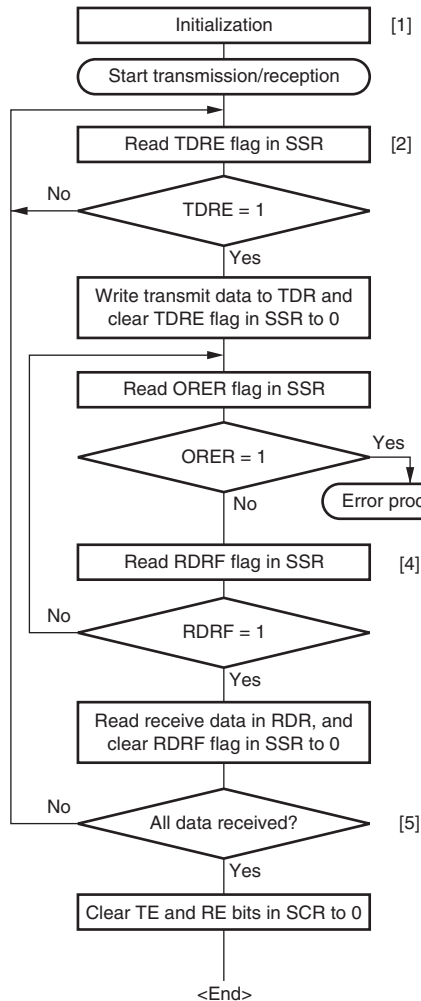 Initialization
[1]
Start transmission/reception
Read TDRE flag in SSR
[2]
No
TDRE = 1
Yes
Write transmit data to TDR and
clear TDRE flag in SSR to 0
Read ORER flag in SSR
Yes
ORER = 1
No
Error
Read RDRF flag in SSR
[4]
No
RDRF = 1
Yes
Read receive data in RDR, and
clear RDRF flag in SSR to 0
No
All data received?
[5]
Yes
Clear TE and RE bits in SCR to 0
<End>